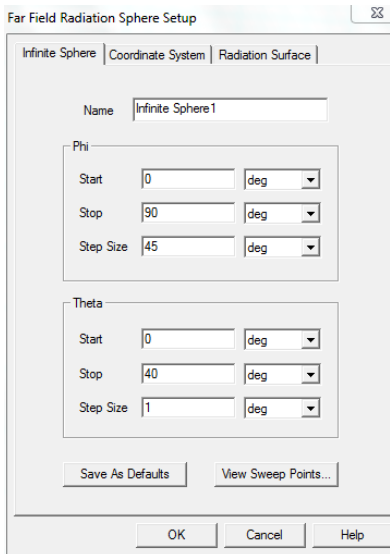 Far Field Radiation Sphere Setup
Infinite Sphere Coordinate System Radiation Surface
Name Infinite Sphere1
Phi
Start 0 deg
Stop 90 deg
Step Size 45 deg
Theta
Start 0 deg
Stop 40 deg
Step Size 1 deg
Save As Defaults View Sweep Points...
OK Cancel Help